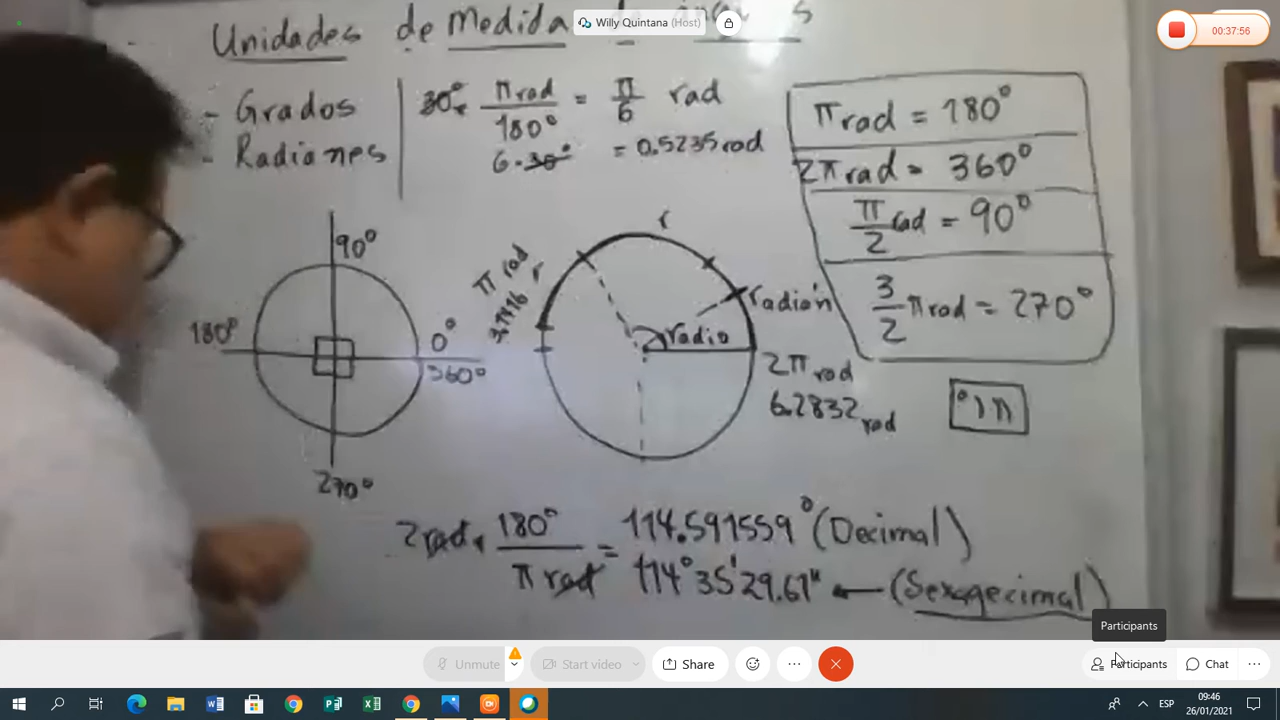 Willy Quintana (Host)
00:37:56
Unidades de Medida de
- Grados
- Radianes
30° · π rad / 180° = π/6 rad
6 · 30° = 0.5235 rad
π rad = 180°
2π rad = 360°
π/2 rad = 90°
3/2 π rad = 270°
90°
180°
0°
360°
270°
r
π rad
3.1416 r
radián
radio
2π rad
6.2832 rad
2 rad · 180° / π rad = 114.591559° (Decimal)
114° 35' 29.61" ← (Sexagecimal)
Participants
Unmute
Start video
Share
Participants
Chat
ESP
09:46
26/01/2021